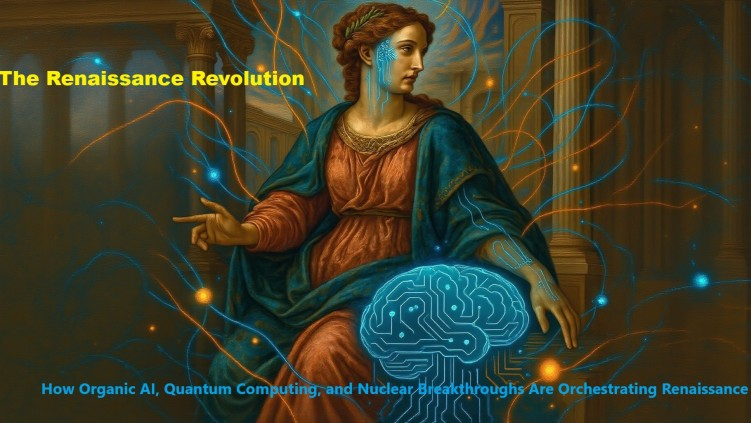 The Renaissance Revolution
How Organic AI, Quantum Computing, and Nuclear Breakthroughs Are Orchestrating Renaissance